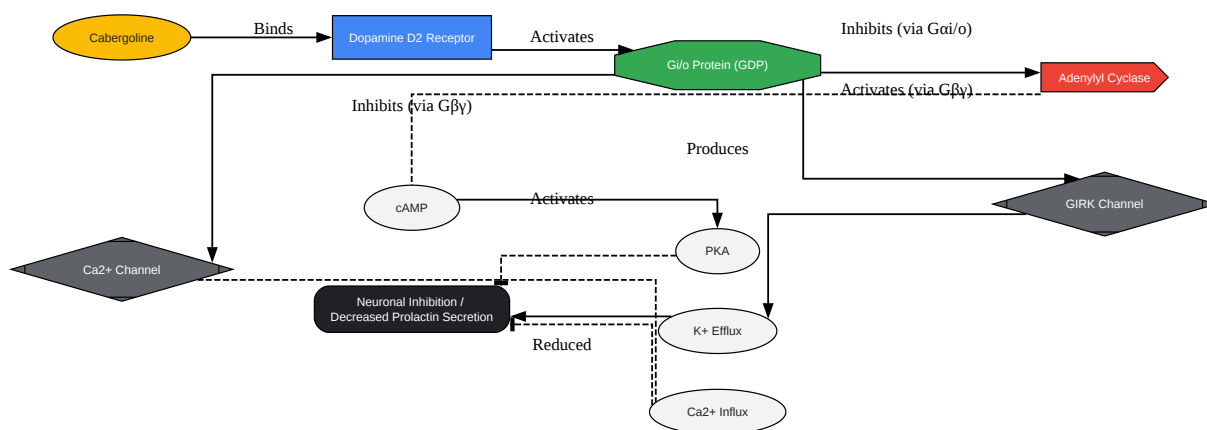 Cabergoline
Binds
Dopamine D2 Receptor
Activates
Inhibits (via Gαi/o)
Gi/o Protein (GDP)
Adenylyl Cyclase
Inhibits (via Gβγ)
Activates (via Gβγ)
Produces
cAMP
Activates
GIRK Channel
PKA
Ca2+ Channel
Neuronal Inhibition /
Decreased Prolactin Secretion
K+ Efflux
Reduced
Ca2+ Influx